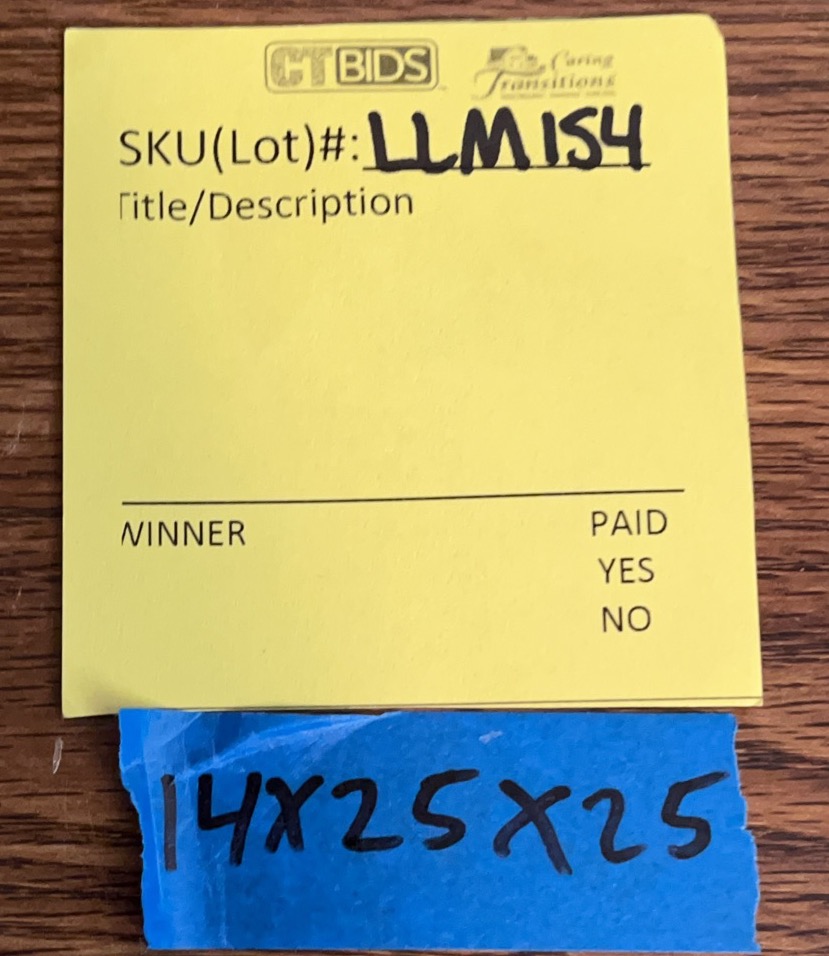 CTBIDS
Caring
Transitions
SKU(Lot)#: LLM154
Title/Description
WINNER
PAID
YES
NO
14X25X25